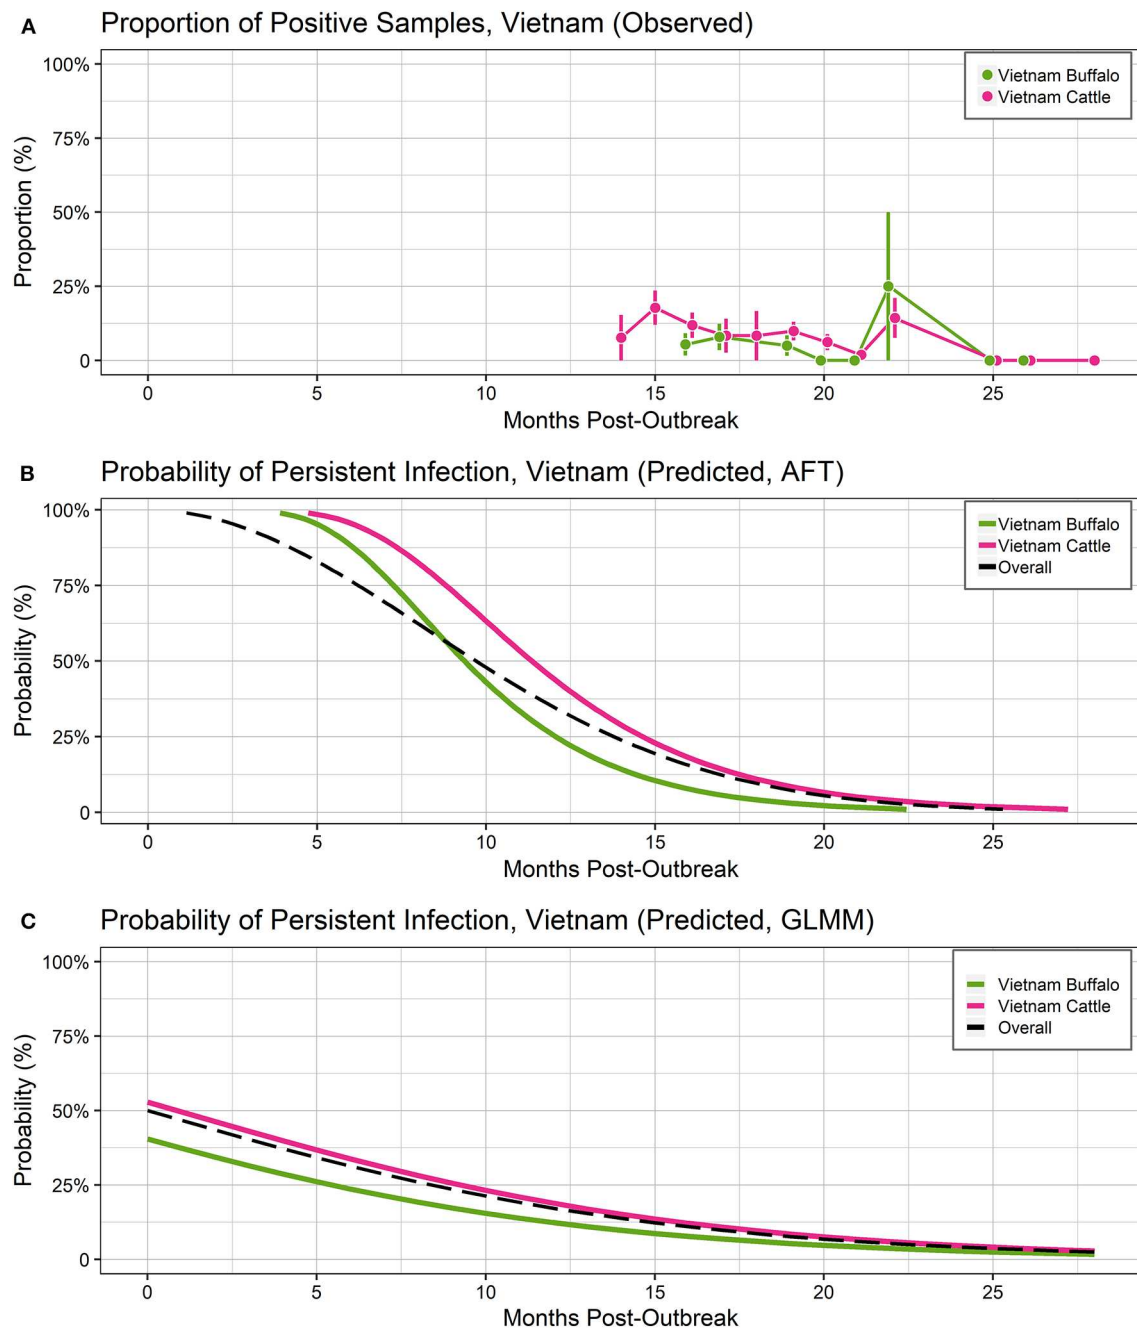 A
Proportion of Positive Samples, Vietnam (Observed)
100%
75%
50%
25%
0
Proportion (%)
Vietnam Buffalo
Vietnam Cattle
0 5 10 15 20 25
Months Post-Outbreak
B
Probability of Persistent Infection, Vietnam (Predicted, AFT)
100%
75%
50%
25%
0
Probability (%)
Vietnam Buffalo
Vietnam Cattle
Overall
0 5 10 15 20 25
Months Post-Outbreak
C
Probability of Persistent Infection, Vietnam (Predicted, GLMM)
100%
75%
50%
25%
0
Probability (%)
Vietnam Buffalo
Vietnam Cattle
Overall
0 5 10 15 20 25
Months Post-Outbreak